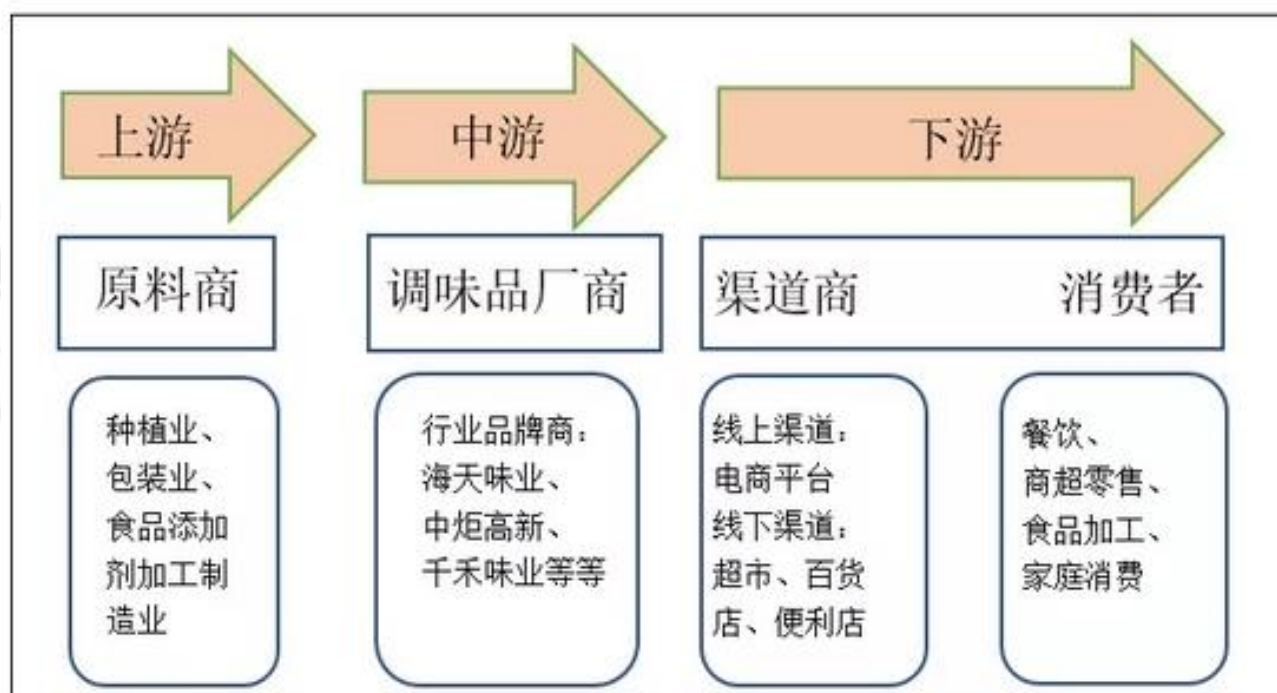 上游
中游
下游
原料商
调味品厂商
渠道商
消费者
种植业、
包装业、
食品添加
剂加工制
造业
行业品牌商：
海天味业、
中炬高新、
千禾味业等等
线上渠道：
电商平台
线下渠道：
超市、百货
店、便利店
餐饮、
商超零售、
食品加工、
家庭消费